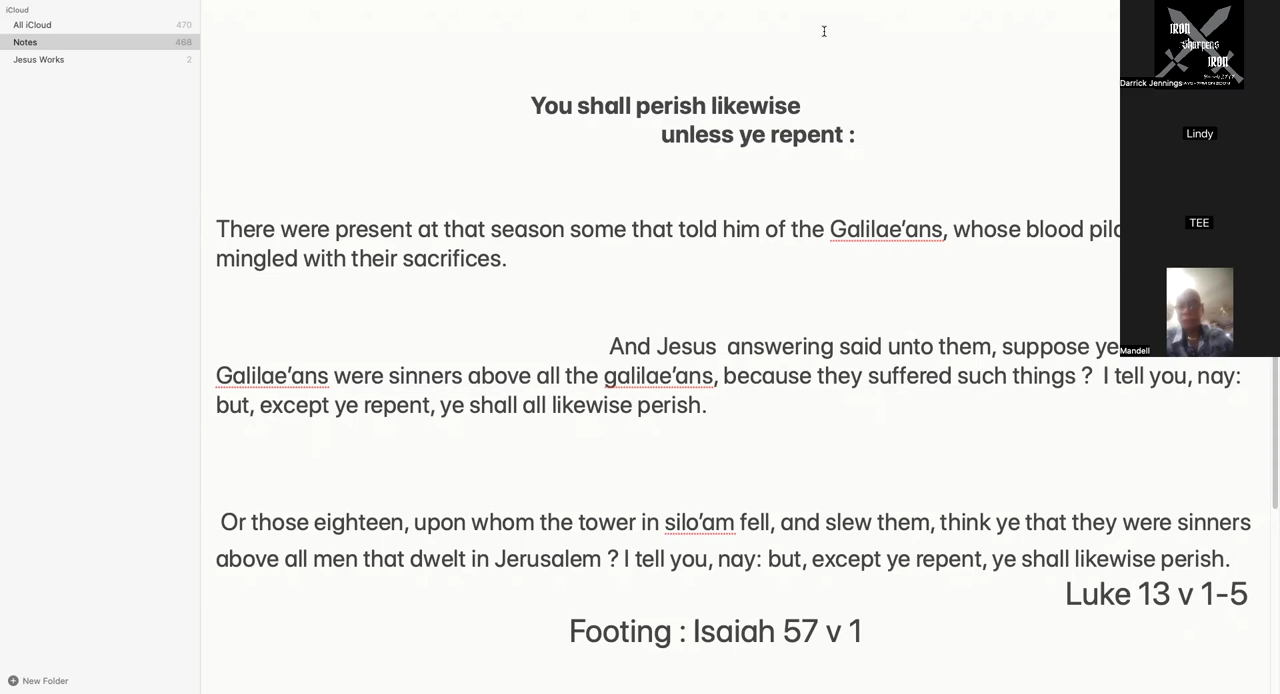 iCloud
All iCloud 470
Notes 468
Jesus Works 2
New Folder
You shall perish likewise
unless ye repent :
There were present at that season some that told him of the Galilae'ans, whose blood
mingled with their sacrifices.
And Jesus answering said unto them, suppose ye
Galilae'ans were sinners above all the galilae'ans, because they suffered such things ? I tell you, nay:
but, except ye repent, ye shall all likewise perish.
Or those eighteen, upon whom the tower in silo'am fell, and slew them, think ye that they were sinners
above all men that dwelt in Jerusalem ? I tell you, nay: but, except ye repent, ye shall likewise perish.
Luke 13 v 1-5
Footing : Isaiah 57 v 1
IRON
sharpens
IRON
Darrick Jennings
Lindy
TEE
Mandell